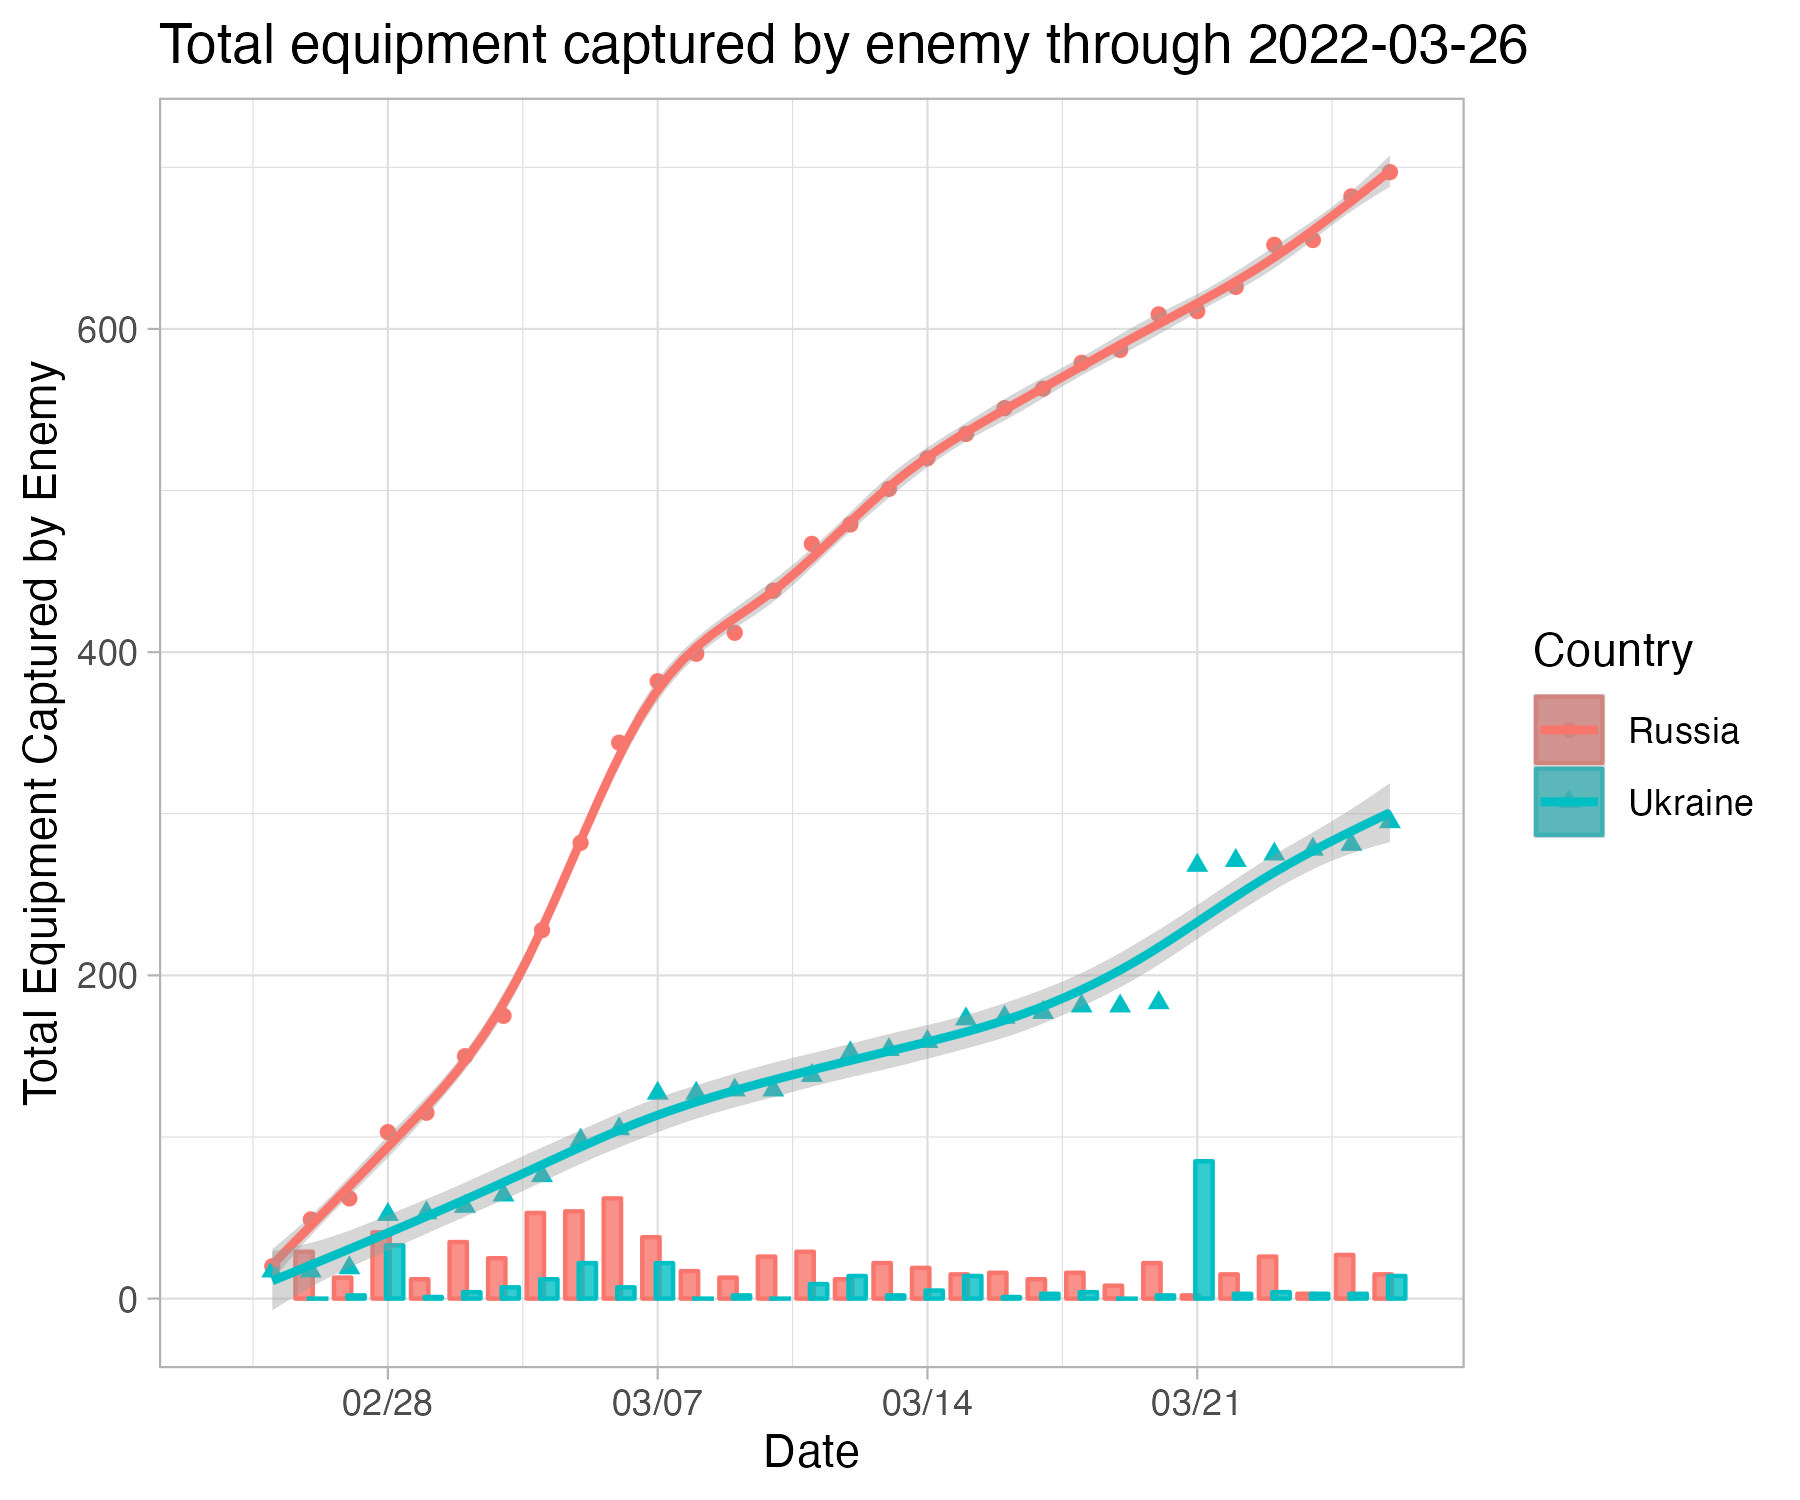 Total equipment captured by enemy through 2022-03-26
Total Equipment Captured by Enemy
600
400
200
0
02/28 03/07 03/14 03/21
Date
Country
Russia
Ukraine